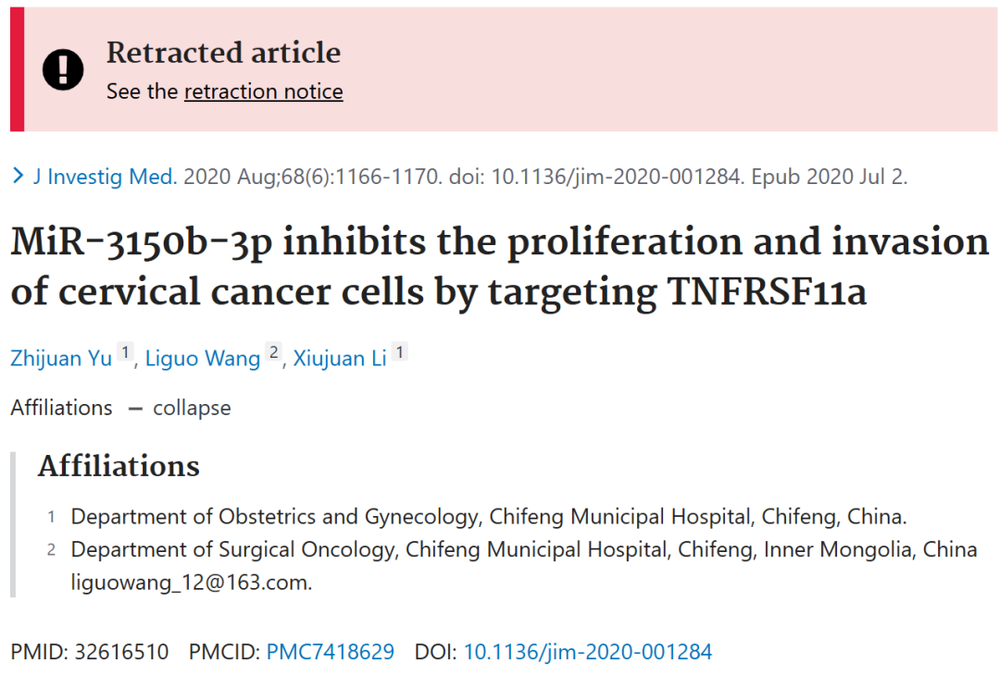 Retracted article
See the retraction notice
J Investig Med. 2020 Aug;68(6):1166-1170. doi: 10.1136/jim-2020-001284. Epub 2020 Jul 2.
MiR-3150b-3p inhibits the proliferation and invasion
of cervical cancer cells by targeting TNFRSF11a
Zhijuan Yu 1, Liguo Wang 2, Xiujuan Li 1
Affiliations — collapse
Affiliations
1 Department of Obstetrics and Gynecology, Chifeng Municipal Hospital, Chifeng, China.
2 Department of Surgical Oncology, Chifeng Municipal Hospital, Chifeng, Inner Mongolia, China
liguowang_12@163.com.
PMID: 32616510 PMCID: PMC7418629 DOI: 10.1136/jim-2020-001284